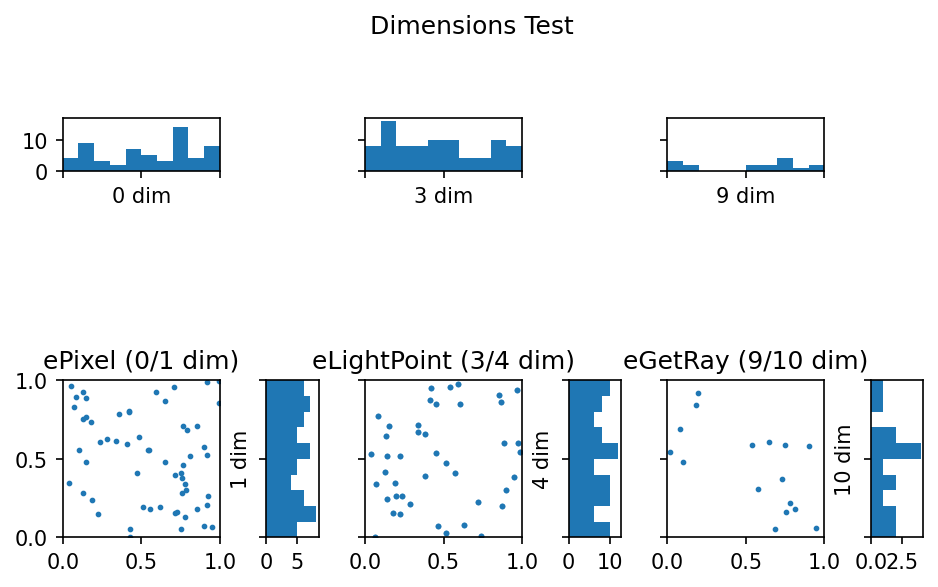 Dimensions Test
10
0
0 dim
3 dim
9 dim
ePixel (0/1 dim)
eLightPoint (3/4 dim)
eGetRay (9/10 dim)
1.0
0.5
0.0
1 dim
4 dim
10 dim
0.0 0.5 1.0
0 5
0.0 0.5 1.0
0 10
0.0 0.5 1.0
0.02.5